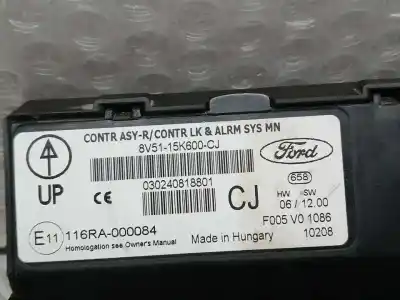 CONTR ASY-R/CONTR LK & ALRM SYS MN
8V51-15K600-CJ
Ford
UP
CE
030240818801
CJ
658
HW SW
06 / 12.00
E11 116RA-000084
Homologation see Owner's Manual
Made in Hungary
F005 V0 1086
10208